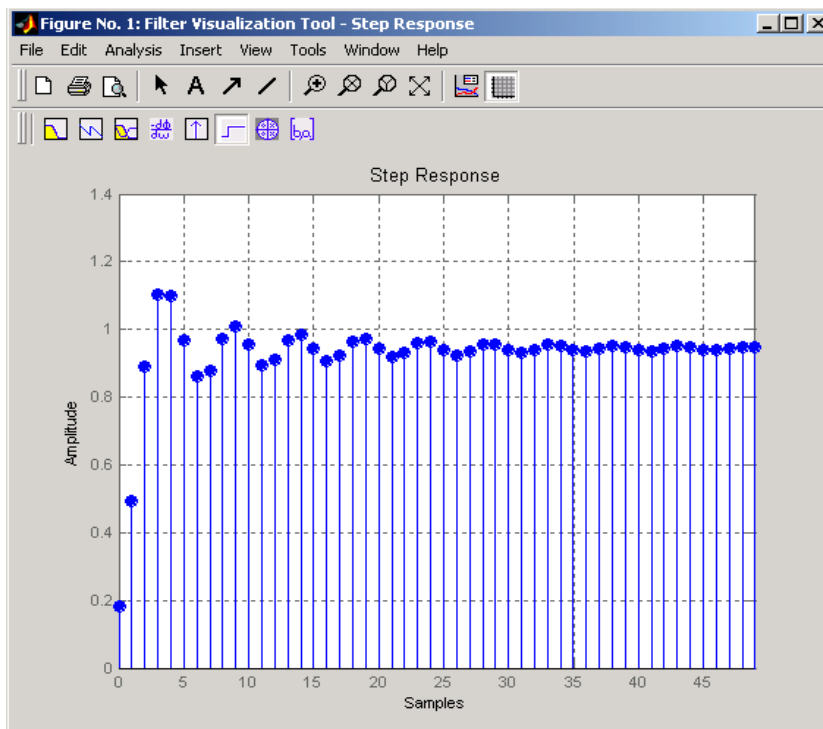 Figure No. 1: Filter Visualization Tool - Step Response
File Edit Analysis Insert View Tools Window Help
A
-dϕ
dω
[b,a]
Step Response
1.4
1.2
1
0.8
0.6
0.4
0.2
0
Amplitude
0 5 10 15 20 25 30 35 40 45
Samples